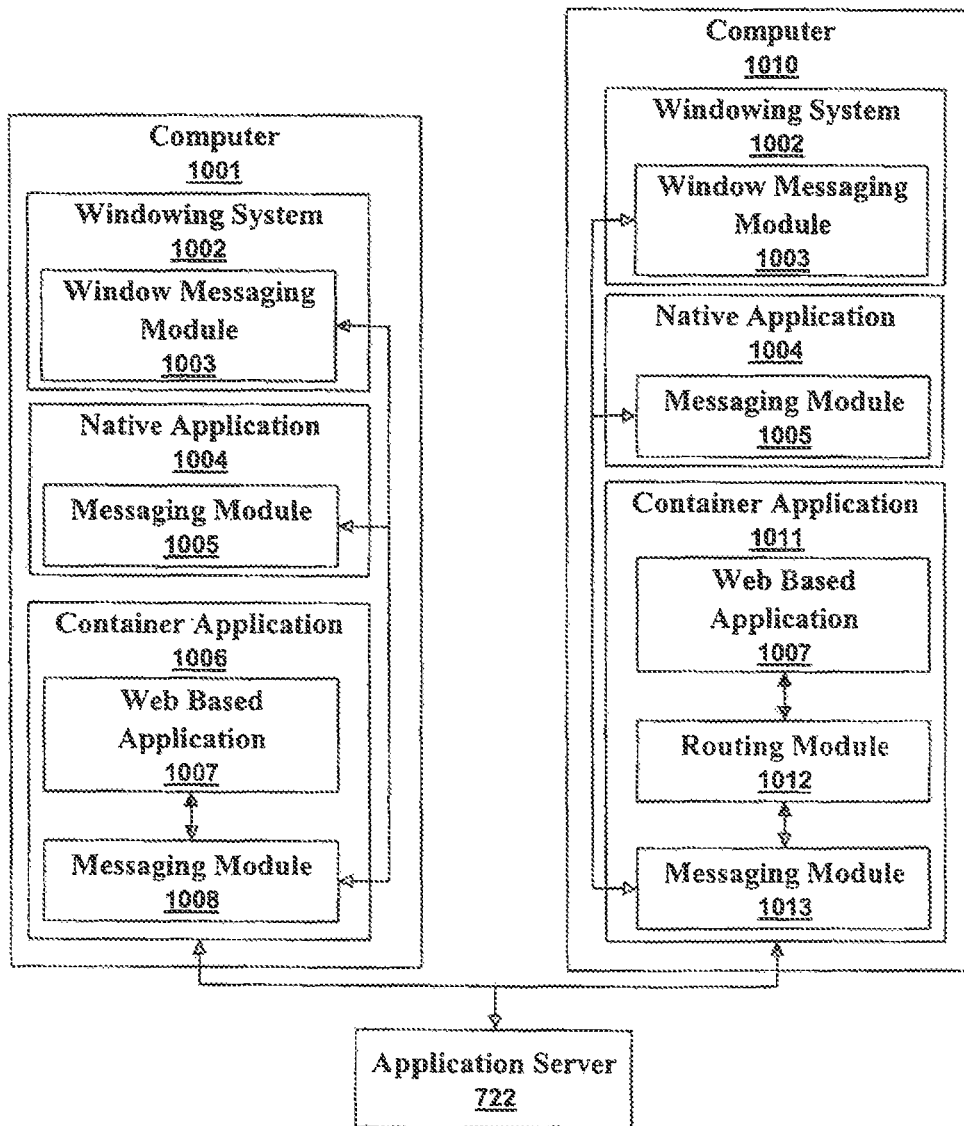 Computer
1001
Windowing System
1002
Window Messaging
Module
1003
Native Application
1004
Messaging Module
1005
Container Application
1006
Web Based
Application
1007
Messaging Module
1008
Computer
1010
Windowing System
1002
Window Messaging
Module
1003
Native Application
1004
Messaging Module
1005
Container Application
1011
Web Based
Application
1007
Routing Module
1012
Messaging Module
1013
Application Server
722